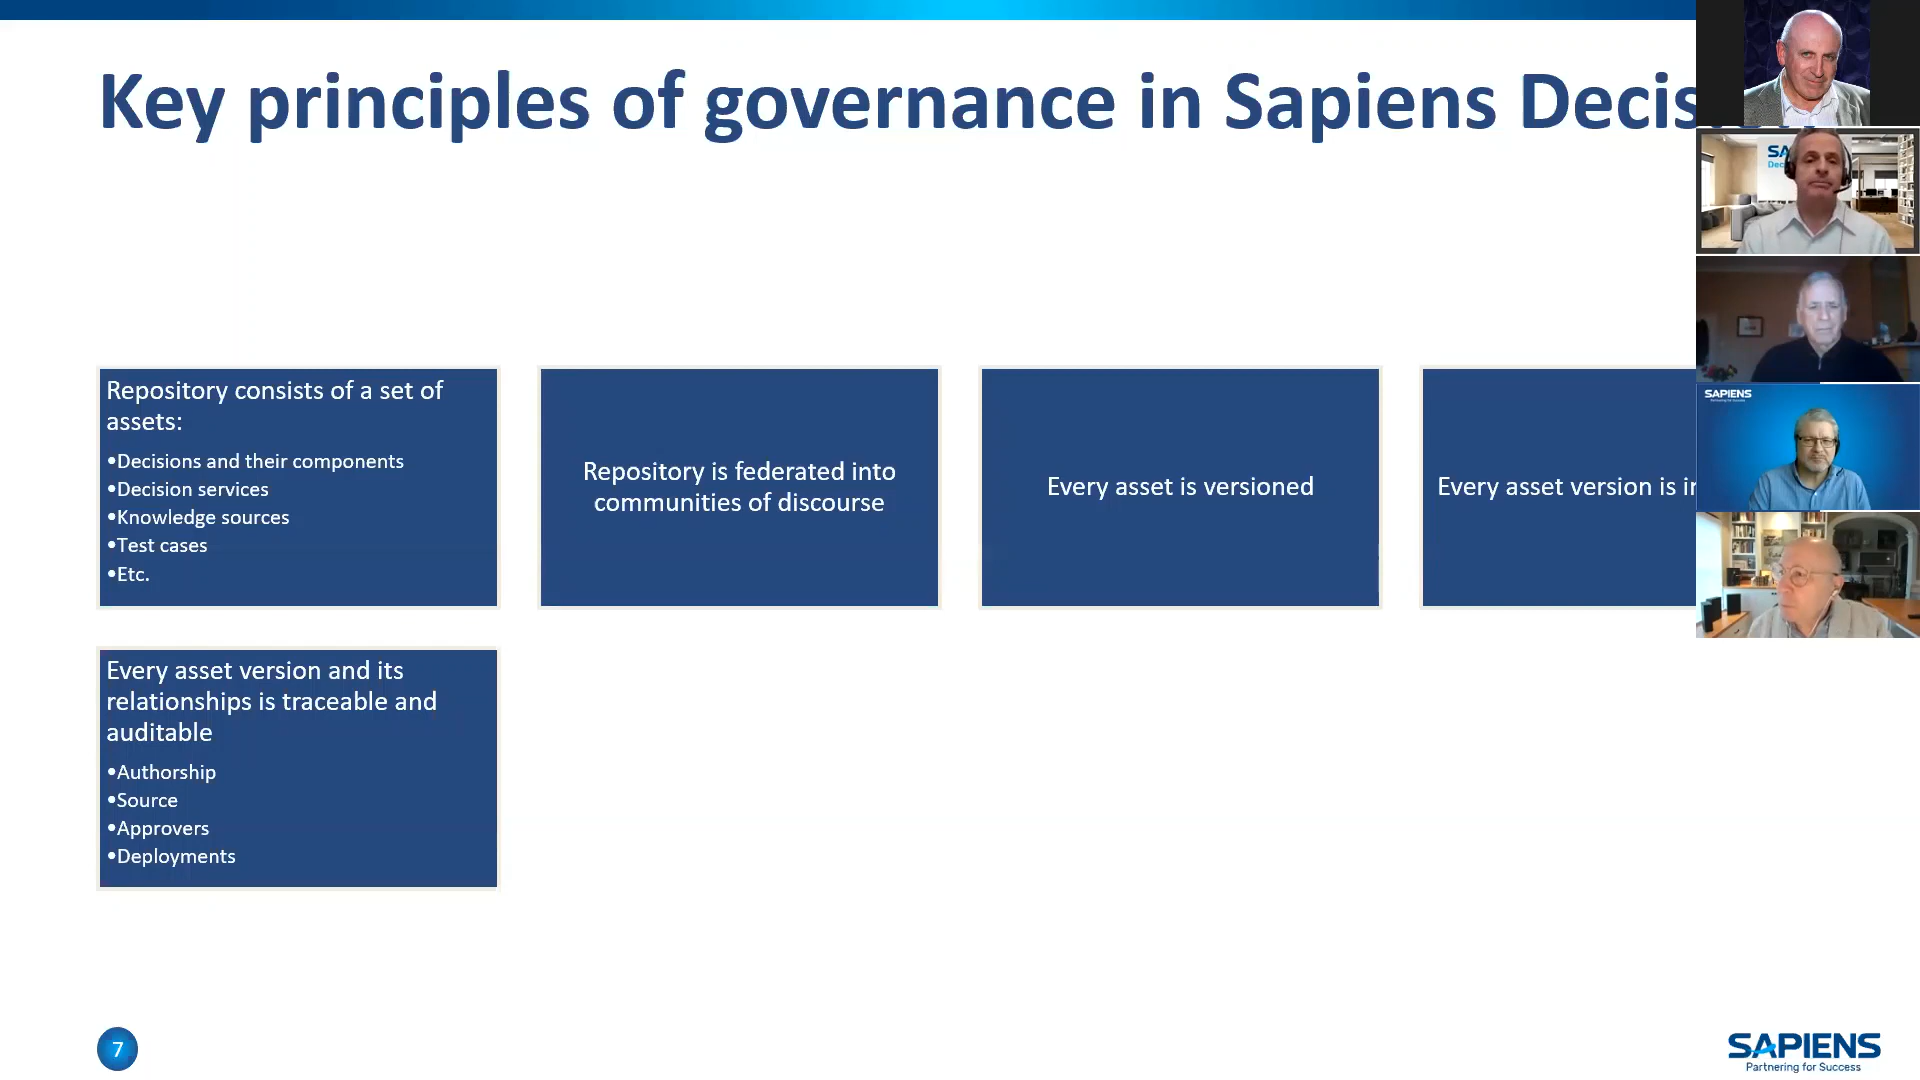 Key principles of governance in Sapiens
Repository consists of a set of
assets:
•Decisions and their components
•Decision services
•Knowledge sources
•Test cases
•Etc.
Repository is federated into
communities of discourse
Every asset is versioned
Every asset version is
Every asset version and its
relationships is traceable and
auditable
•Authorship
•Source
•Approvers
•Deployments
SAPIENS
7
SAPIENS
Partnering for Success